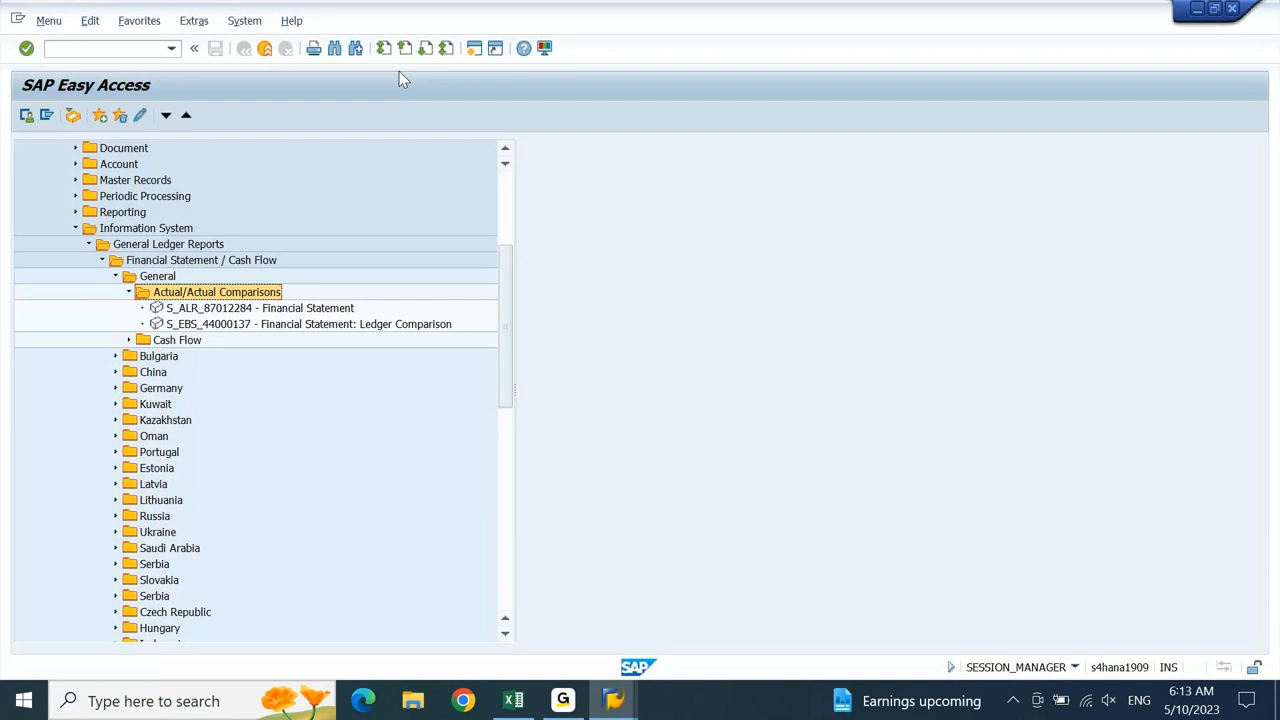 Menu Edit Favorites Extras System Help
SAP Easy Access
Document
Account
Master Records
Periodic Processing
Reporting
Information System
General Ledger Reports
Financial Statement / Cash Flow
General
Actual/Actual Comparisons
S_ALR_87012284 - Financial Statement
S_EBS_44000137 - Financial Statement: Ledger Comparison
Cash Flow
Bulgaria
China
Germany
Kuwait
Kazakhstan
Oman
Portugal
Estonia
Latvia
Lithuania
Russia
Ukraine
Saudi Arabia
Serbia
Slovakia
Serbia
Czech Republic
Hungary
SAP SESSION_MANAGER s4hana1909 INS
Type here to search G Earnings upcoming ENG 6:13 AM
5/10/2023